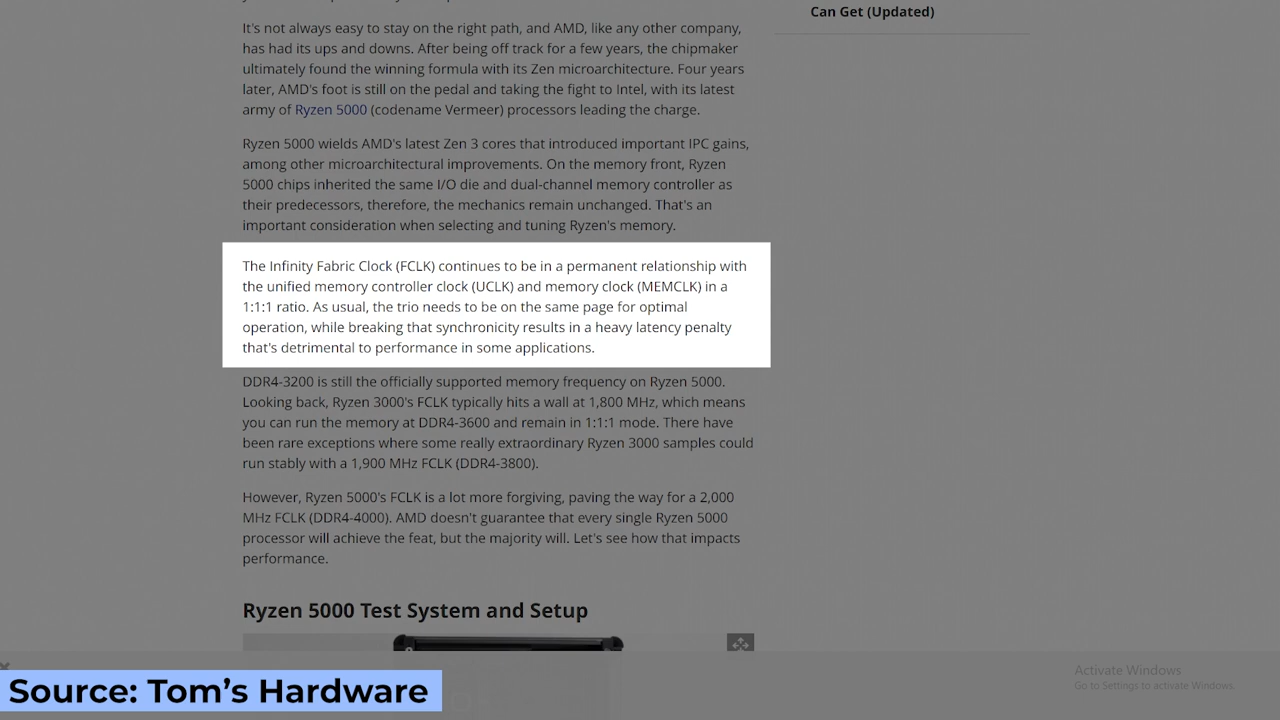 Can Get (Updated)
It's not always easy to stay on the right path, and AMD, like any other company,
has had its ups and downs. After being off track for a few years, the chipmaker
ultimately found the winning formula with its Zen microarchitecture. Four years
later, AMD's foot is still on the pedal and taking the fight to Intel, with its latest
army of Ryzen 5000 (codename Vermeer) processors leading the charge.
Ryzen 5000 wields AMD's latest Zen 3 cores that introduced important IPC gains,
among other microarchitectural improvements. On the memory front, Ryzen
5000 chips inherited the same I/O die and dual-channel memory controller as
their predecessors, therefore, the mechanics remain unchanged. That's an
important consideration when selecting and tuning Ryzen's memory.
The Infinity Fabric Clock (FCLK) continues to be in a permanent relationship with
the unified memory controller clock (UCLK) and memory clock (MEMCLK) in a
1:1:1 ratio. As usual, the trio needs to be on the same page for optimal
operation, while breaking that synchronicity results in a heavy latency penalty
that's detrimental to performance in some applications.
DDR4-3200 is still the officially supported memory frequency on Ryzen 5000.
Looking back, Ryzen 3000's FCLK typically hits a wall at 1,800 MHz, which means
you can run the memory at DDR4-3600 and remain in 1:1:1 mode. There have
been rare exceptions where some really extraordinary Ryzen 3000 samples could
run stably with a 1,900 MHz FCLK (DDR4-3800).
However, Ryzen 5000's FCLK is a lot more forgiving, paving the way for a 2,000
MHz FCLK (DDR4-4000). AMD doesn't guarantee that every single Ryzen 5000
processor will achieve the feat, but the majority will. Let's see how that impacts
performance.
Ryzen 5000 Test System and Setup
Activate Windows
Go to Settings to activate Windows.
Source: Tom's Hardware